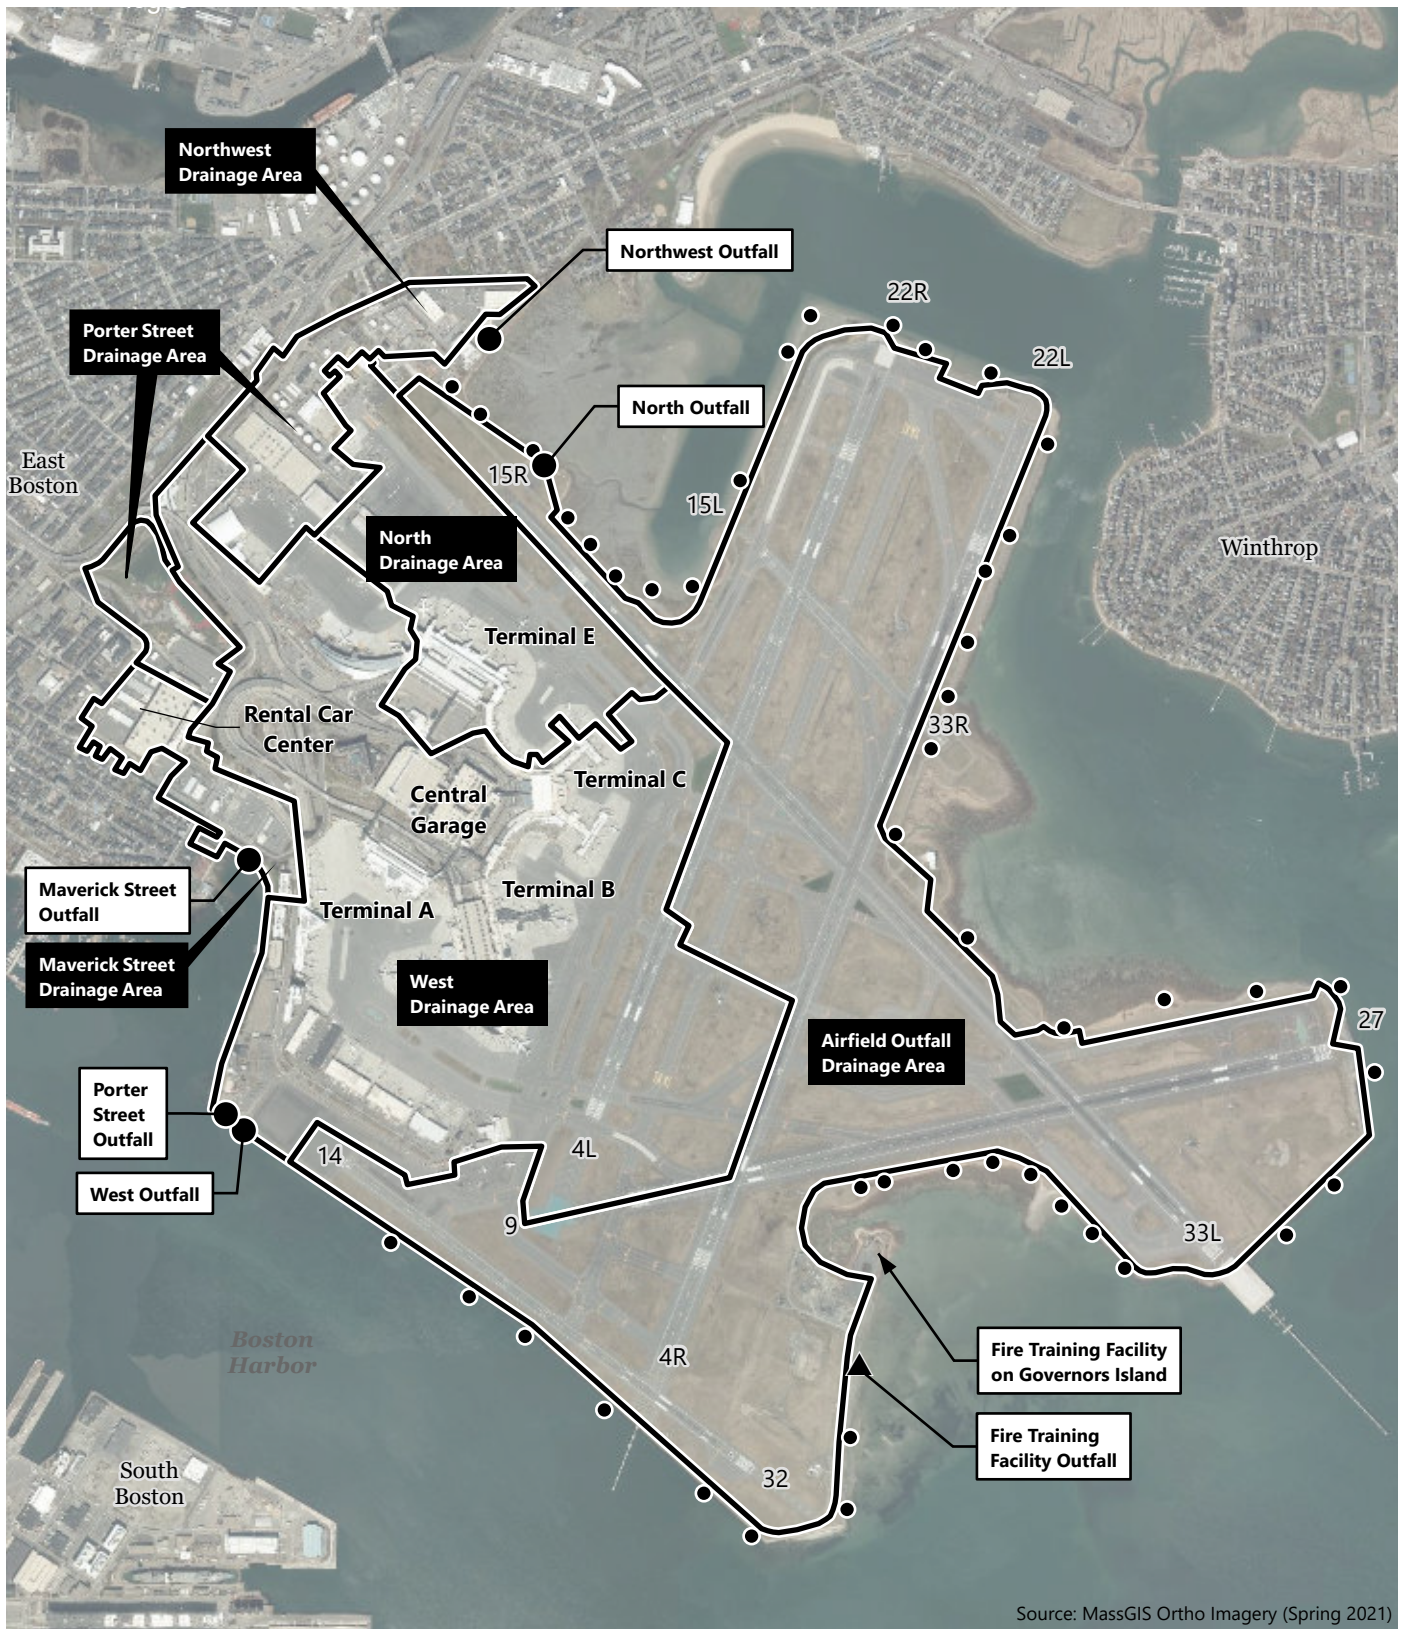 Northwest
Drainage Area
Northwest Outfall
22R
Porter Street
Drainage Area
22L
North Outfall
East
Boston
15R
15L
North
Drainage Area
Winthrop
Terminal E
Rental Car
Center
33R
Terminal C
Central
Garage
Maverick Street
Outfall
Terminal B
Terminal A
Maverick Street
Drainage Area
West
Drainage Area
27
Airfield Outfall
Drainage Area
Porter
Street
Outfall
14
4L
West Outfall
9
33L
Boston
Harbor
Fire Training Facility
on Governors Island
4R
Fire Training
Facility Outfall
South
Boston
32
Source: MassGIS Ortho Imagery (Spring 2021)